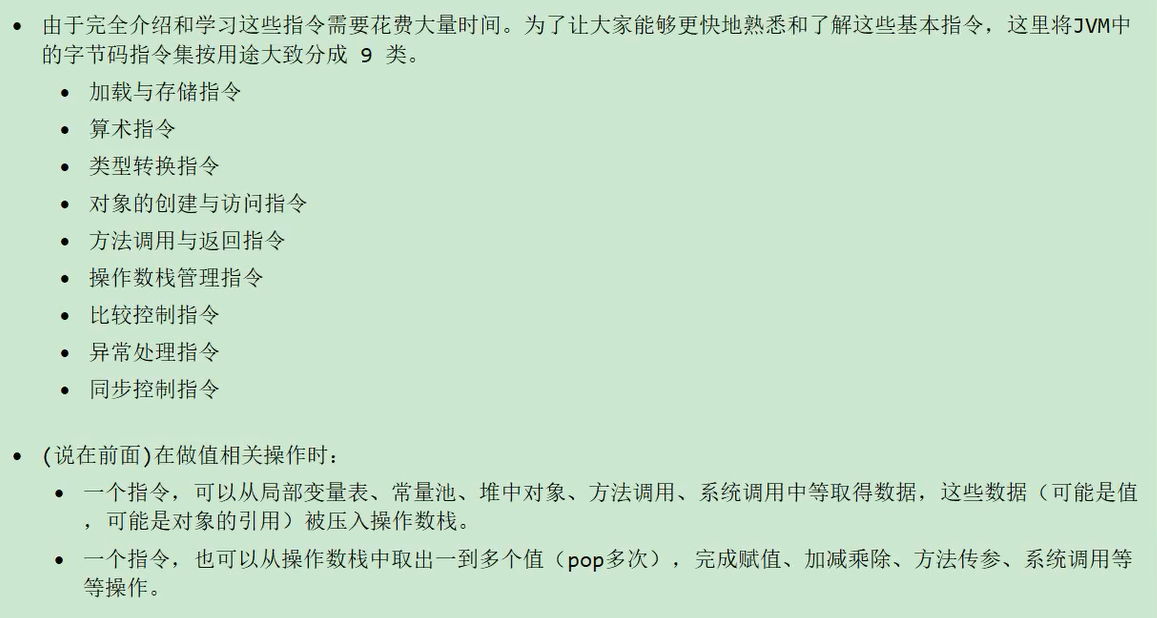 由于完全介绍和学习这些指令需要花费大量时间。为了让大家能够更快地熟悉和了解这些基本指令，这里将JVM中
的字节码指令集按用途大致分成 9 类。
加载与存储指令
算术指令
类型转换指令
对象的创建与访问指令
方法调用与返回指令
操作数栈管理指令
比较控制指令
异常处理指令
同步控制指令
(说在前面)在做值相关操作时：
一个指令，可以从局部变量表、常量池、堆中对象、方法调用、系统调用中等取得数据，这些数据（可能是值
，可能是对象的引用）被压入操作数栈。
一个指令，也可以从操作数栈中取出一到多个值（pop多次），完成赋值、加减乘除、方法传参、系统调用等
等操作。